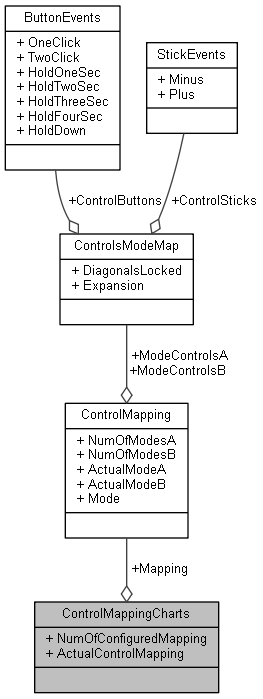 ButtonEvents
+ OneClick
+ TwoClick
+ HoldOneSec
+ HoldTwoSec
+ HoldThreeSec
+ HoldFourSec
+ HoldDown
StickEvents
+ Minus
+ Plus
+ControlButtons
+ControlSticks
ControlsModeMap
+ DiagonalsLocked
+ Expansion
+ModeControlsA
+ModeControlsB
ControlMapping
+ NumOfModesA
+ NumOfModesB
+ ActualModeA
+ ActualModeB
+ Mode
+Mapping
ControlMappingCharts
+ NumOfConfiguredMapping
+ ActualControlMapping